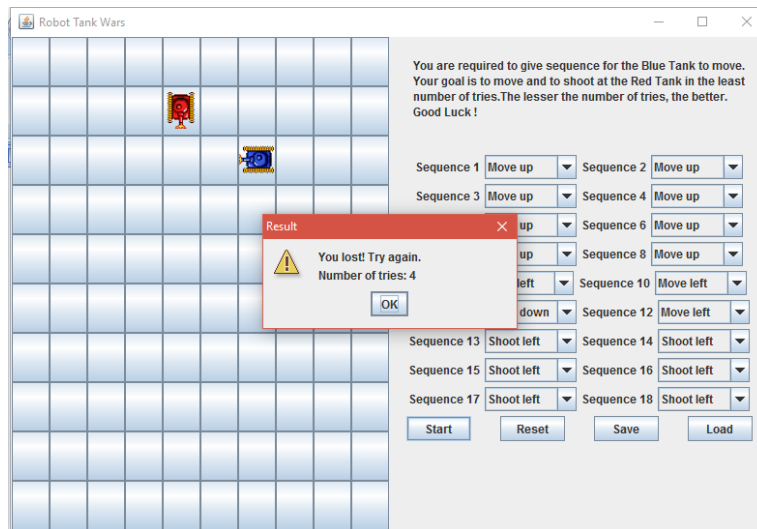 Robot Tank Wars
You are required to give sequence for the Blue Tank to move.
Your goal is to move and to shoot at the Red Tank in the least
number of tries.The lesser the number of tries, the better.
Good Luck !
Sequence 1 Move up Sequence 2 Move up
Sequence 3 Move up Sequence 4 Move up
up Sequence 6 Move up
up Sequence 8 Move up
left Sequence 10 Move left
down Sequence 12 Move left
Sequence 13 Shoot left Sequence 14 Shoot left
Sequence 15 Shoot left Sequence 16 Shoot left
Sequence 17 Shoot left Sequence 18 Shoot left
Start Reset Save Load
Result
You lost! Try again.
Number of tries: 4
OK